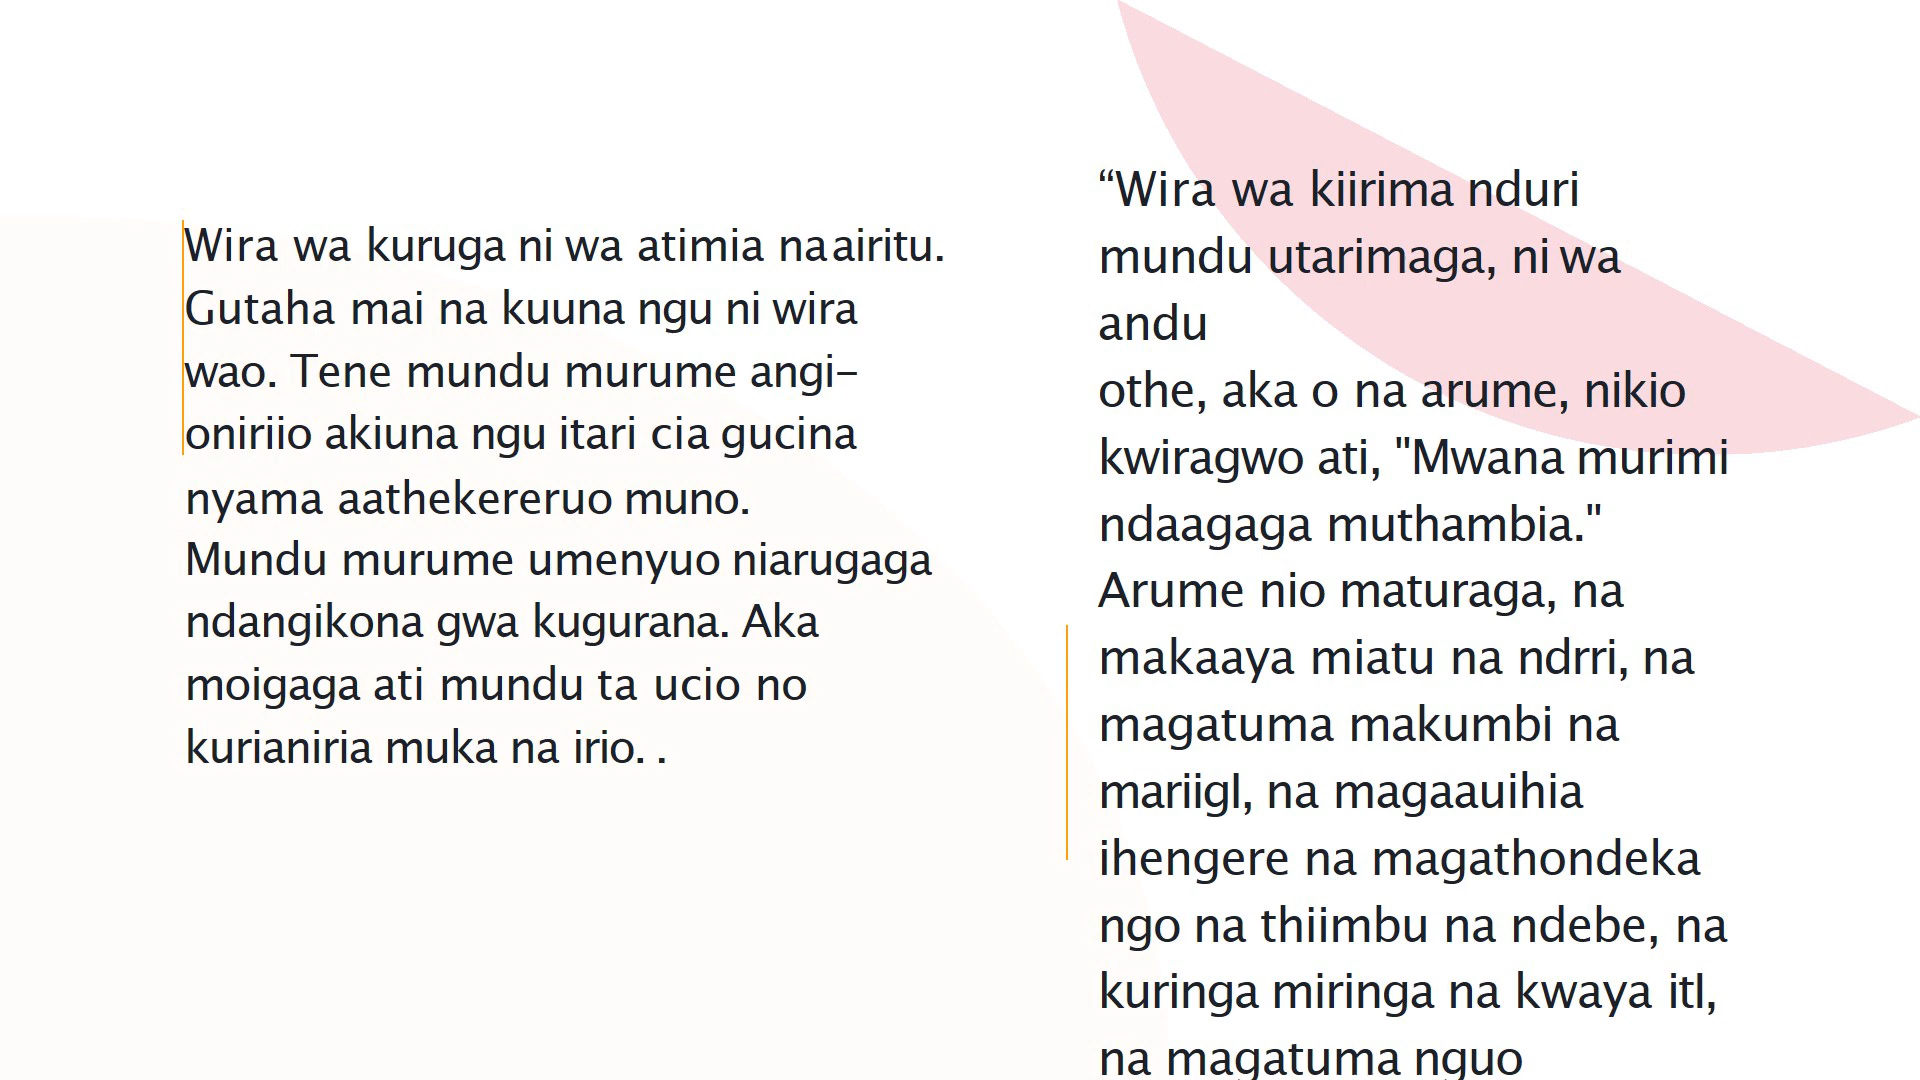 Wira wa kuruga ni wa atimia na airitu.
Gutaha mai na kuuna ngu ni wira
wao. Tene mundu murume angi–
oniriio akiuna ngu itari cia gucina
nyama aathekereruo muno.
Mundu murume umenyuo niarugaga
ndangikona gwa kugurana. Aka
moigaga ati mundu ta ucio no
kurianiria muka na irio. .
“Wira wa kiirima nduri
mundu utarimaga, ni wa
andu
othe, aka o na arume, nikio
kwiragwo ati, "Mwana murimi
ndaagaga muthambia."
Arume nio maturaga, na
makaaya miatu na ndrri, na
magatuma makumbi na
mariigl, na magaauihia
ihengere na magathondeka
ngo na thiimbu na ndebe, na
kuringa miringa na kwaya itl,
na magatuma nguo